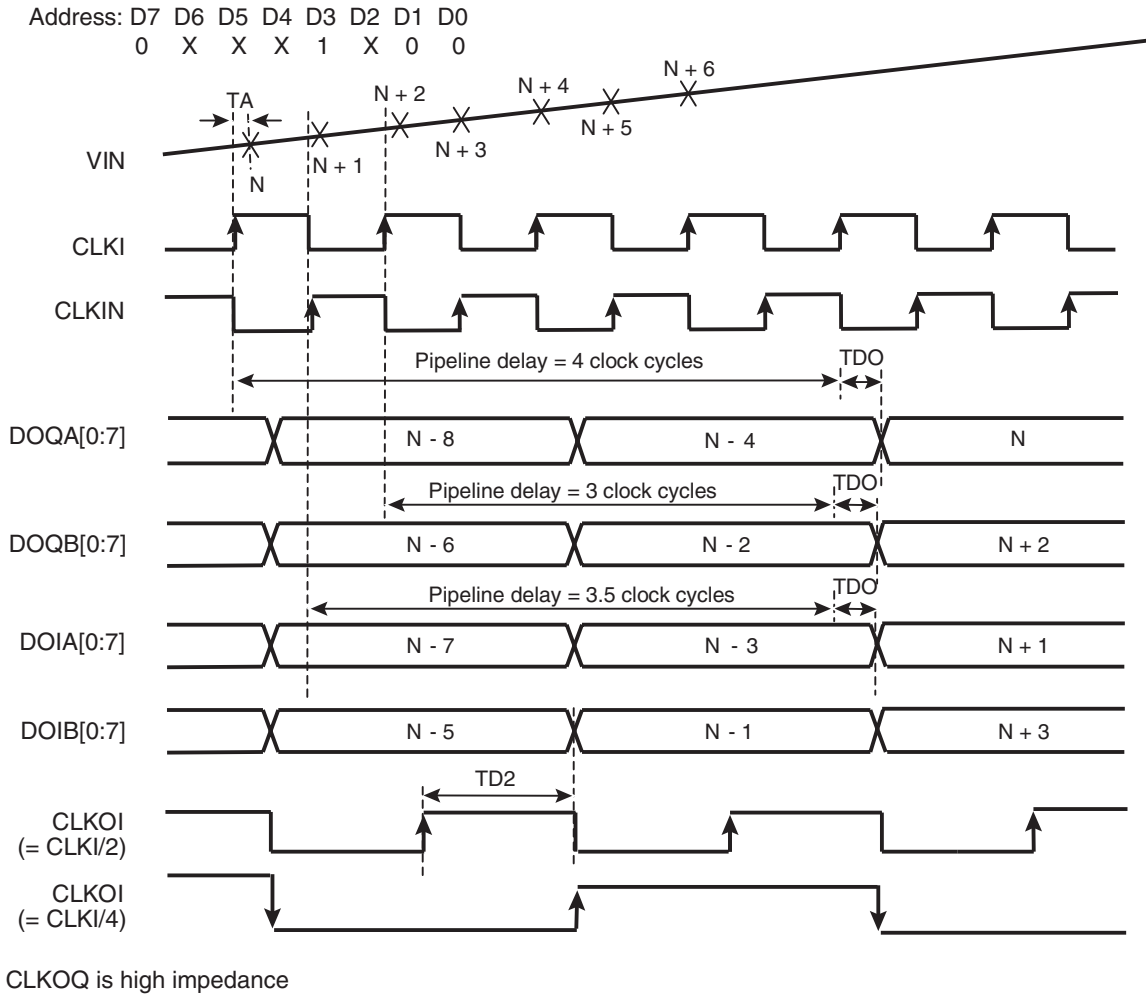 Address: D7 D6 D5 D4 D3 D2 D1 D0
0 X X X 1 X 0 0
TA
N + 2
N + 4
N + 6
VIN
N
N + 1
N + 3
N + 5
CLKI
CLKIN
Pipeline delay = 4 clock cycles
TDO
DOQA[0:7]
N - 8
N - 4
N
Pipeline delay = 3 clock cycles
TDO
DOQB[0:7]
N - 6
N - 2
N + 2
Pipeline delay = 3.5 clock cycles
TDO
DOIA[0:7]
N - 7
N - 3
N + 1
DOIB[0:7]
N - 5
N - 1
N + 3
TD2
CLKOI
(= CLKI/2)
CLKOI
(= CLKI/4)
CLKOQ is high impedance